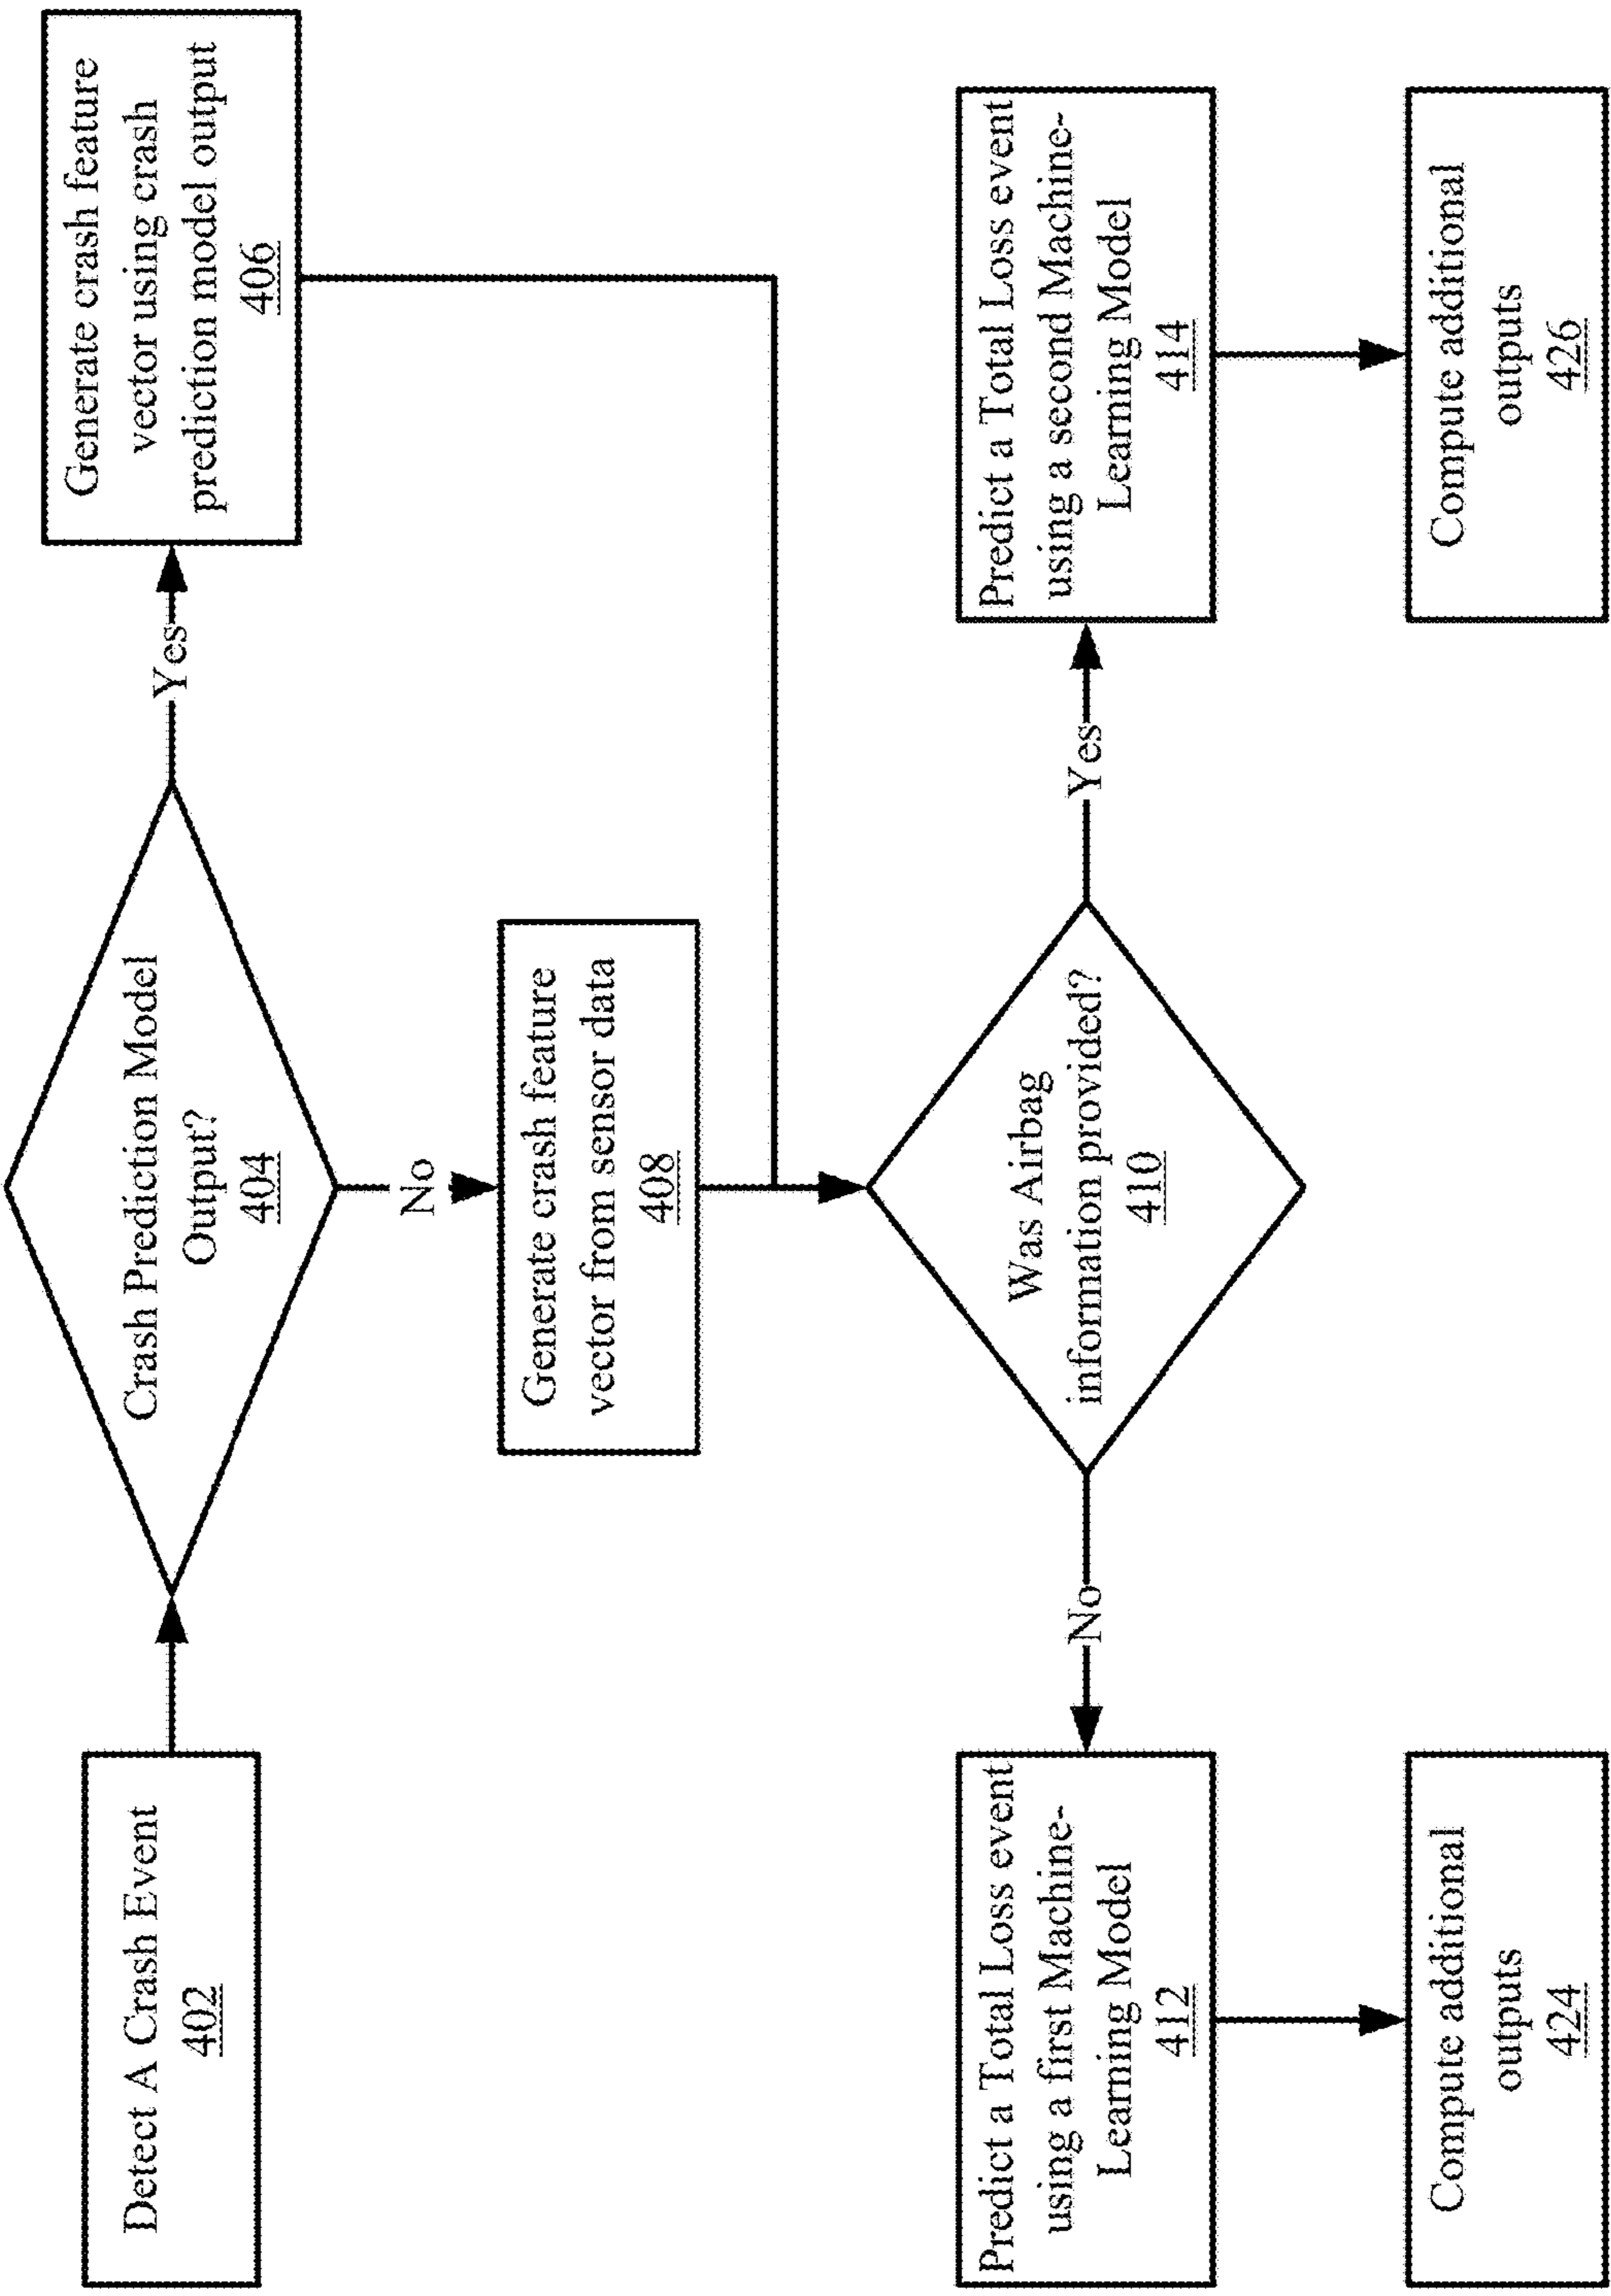 Detect A Crash Event
402
Crash Prediction Model
Output?
404
Yes
Generate crash feature
vector using crash
prediction model output
406
No
Generate crash feature
vector from sensor data
408
Was Airbag
information provided?
410
No
Yes
Predict a Total Loss event
using a first Machine-
Learning Model
412
Predict a Total Loss event
using a second Machine-
Learning Model
414
Compute additional
outputs
424
Compute additional
outputs
426